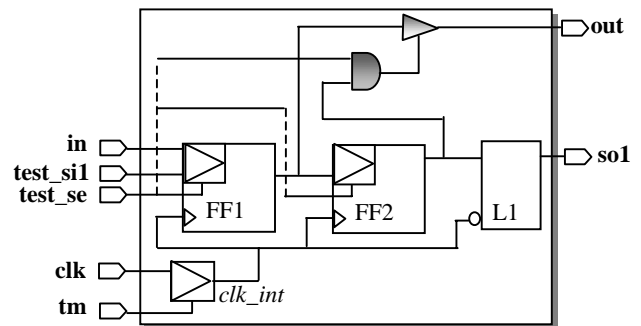 out
in
test_si1
test_se
so1
FF1
FF2
L1
clk
clk_int
tm